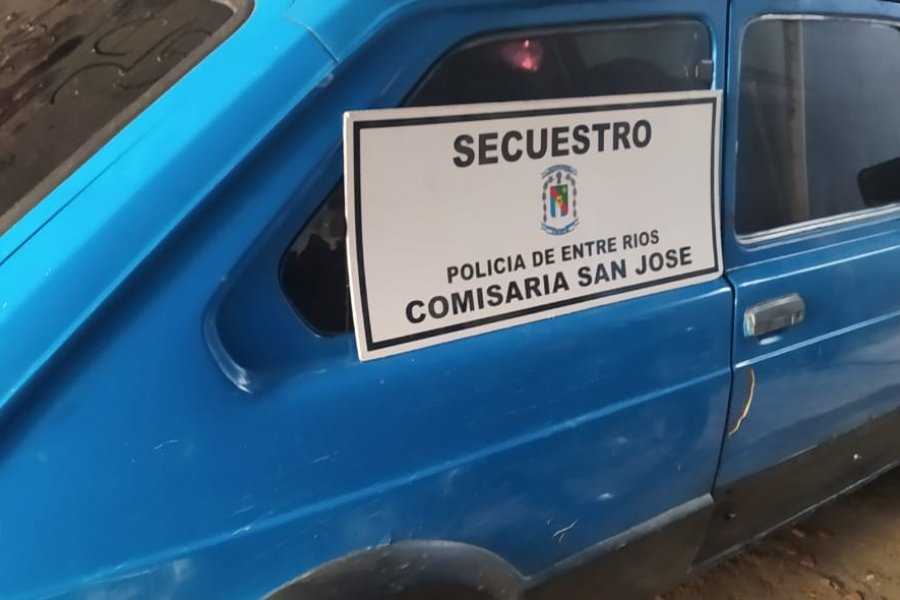 SECUESTRO
POLICIA DE ENTRE RIOS
COMISARIA SAN JOSE